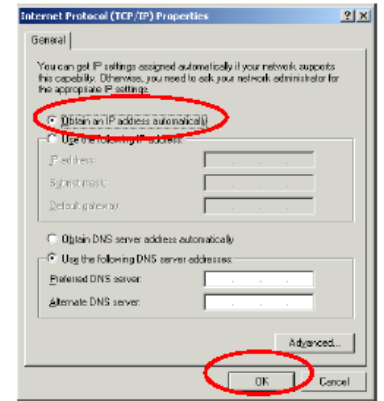 Internet Protocol (TCP/IP) Properties
General
You can get IP settings assigned automatically if your network supports
this capability. Otherwise, you need to ask your network administrator for
the appropriate IP settings.
Obtain an IP address automatically
Use the following IP address:
IP address:
Subnet mask:
Default gateway:
Obtain DNS server address automatically
Use the following DNS server addresses:
Preferred DNS server:
Alternate DNS server:
Advanced...
OK
Cancel